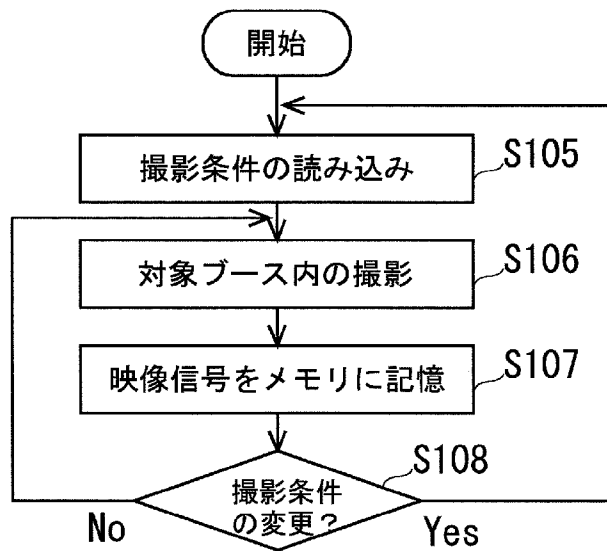 開始
撮影条件の読み込み
S105
対象ブース内の撮影
S106
映像信号をメモリに記憶
S107
撮影条件
の変更?
S108
No
Yes